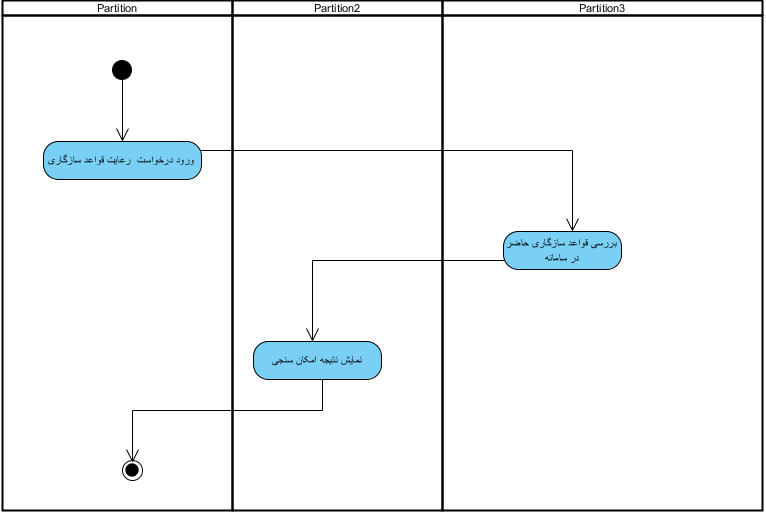 Partition
Partition2
Partition3
ورود درخواست رعایت قواعد سازگاری
بررسی قواعد سازگاری حاضر
در سامانه
نمایش نتیجه امکان سنجی